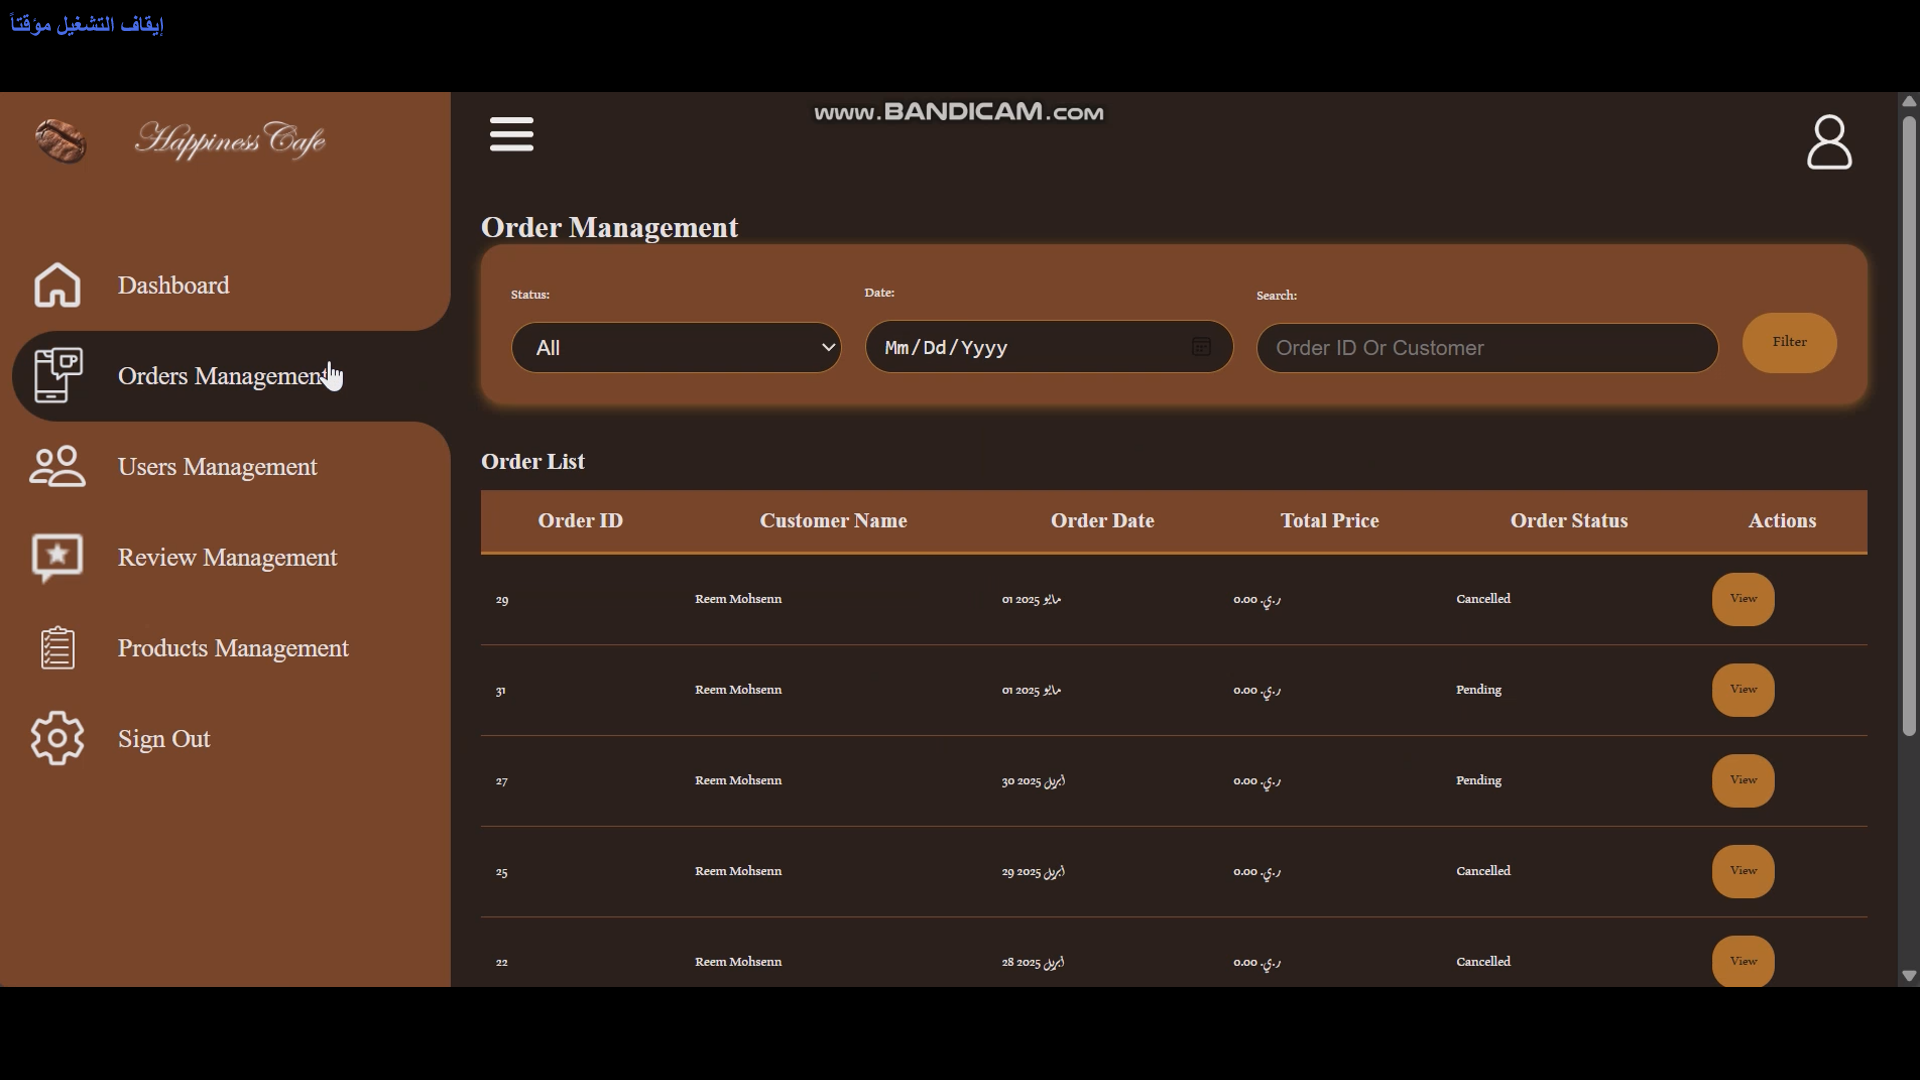 إيقاف التشغيل مؤقتاً
www.BANDICAM.com
Happiness Cafe
Dashboard
Orders Management
Users Management
Review Management
Products Management
Sign Out
Order Management
Status:
Date:
Search:
All
Mm/Dd/Yyyy
Order ID Or Customer
Filter
Order List
Order ID Customer Name Order Date Total Price Order Status Actions
29 Reem Mohsenn 01 مايو 2025 ر.ي. 0.00 Cancelled View
31 Reem Mohsenn 01 مايو 2025 ر.ي. 0.00 Pending View
27 Reem Mohsenn 30 أبريل 2025 ر.ي. 0.00 Pending View
25 Reem Mohsenn 29 أبريل 2025 ر.ي. 0.00 Cancelled View
22 Reem Mohsenn 28 أبريل 2025 ر.ي. 0.00 Cancelled View